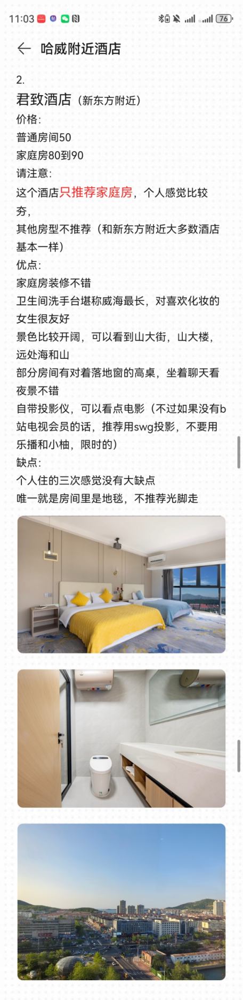 11:03
76
哈威附近酒店
2.
君致酒店（新东方附近）
价格：
普通房间50
家庭房80到90
请注意：
这个酒店只推荐家庭房，个人感觉比较
夯，
其他房型不推荐（和新东方附近大多数酒店
基本一样）
优点：
家庭房装修不错
卫生间洗手台堪称威海最长，对喜欢化妆的
女生很友好
景色比较开阔，可以看到山大街，山大楼，
远处海和山
部分房间有对着落地窗的高桌，坐着聊天看
夜景不错
自带投影仪，可以看点电影（不过如果没有b
站电视会员的话，推荐用swg投影，不要用
乐播和小柚，限时的）
缺点：
个人住的三次感觉没有大缺点
唯一就是房间里是地毯，不推荐光脚走